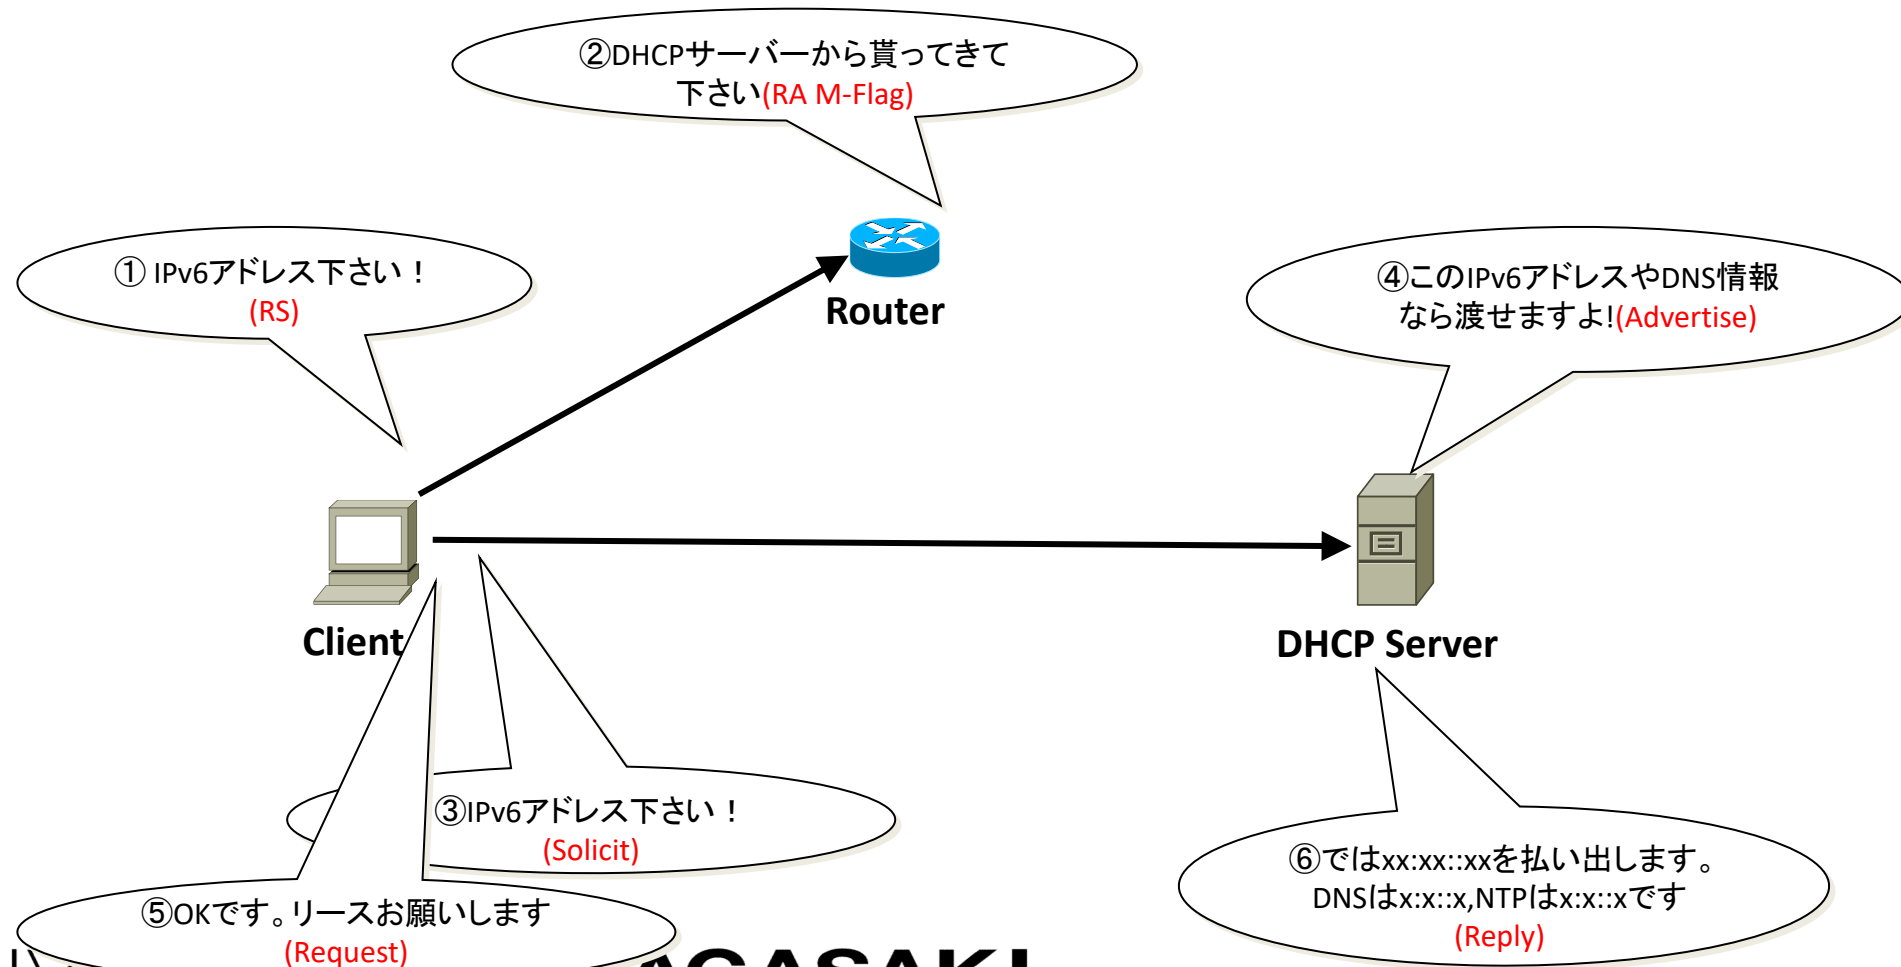 ②DHCPサーバーから貰ってきて
下さい(RA M-Flag)
① IPv6アドレス下さい！
(RS)
Router
④このIPv6アドレスやDNS情報
なら渡せますよ!(Advertise)
Client
DHCP Server
③IPv6アドレス下さい！
(Solicit)
⑤OKです。リースお願いします
(Request)
⑥ではxx:xx::xxを払い出します。
DNSはx:x::x,NTPはx:x::xです
(Reply)
AGASAKI